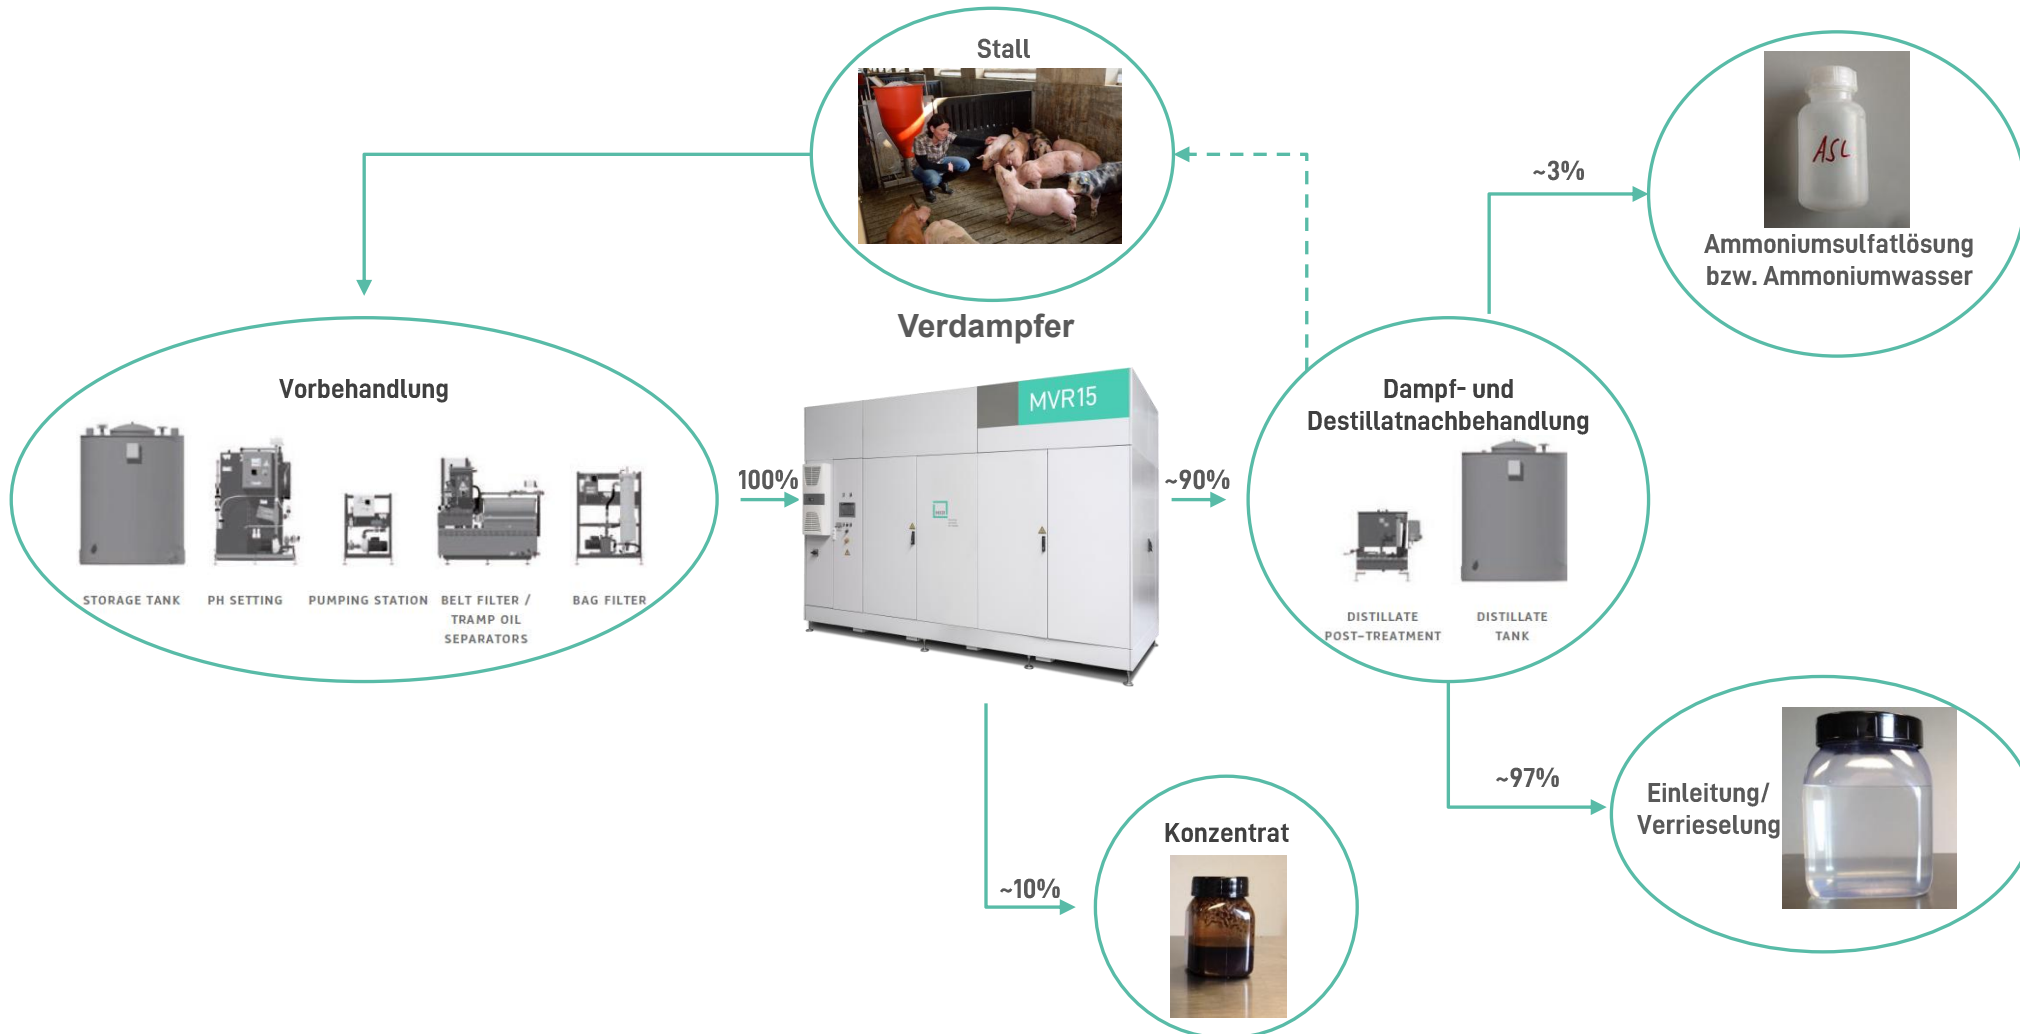 Stall
~3%
ASL
Ammoniumsulfatlösung
bzw. Ammoniumwasser
Verdampfer
Vorbehandlung
MVR15
Dampf- und
Destillatnachbehandlung
100%
~90%
STORAGE TANK
PH SETTING
PUMPING STATION
BELT FILTER /
TRAMP OIL
SEPARATORS
BAG FILTER
DISTILLATE
POST-TREATMENT
DISTILLATE
TANK
~97%
Einleitung/
Verrieselung
Konzentrat
~10%